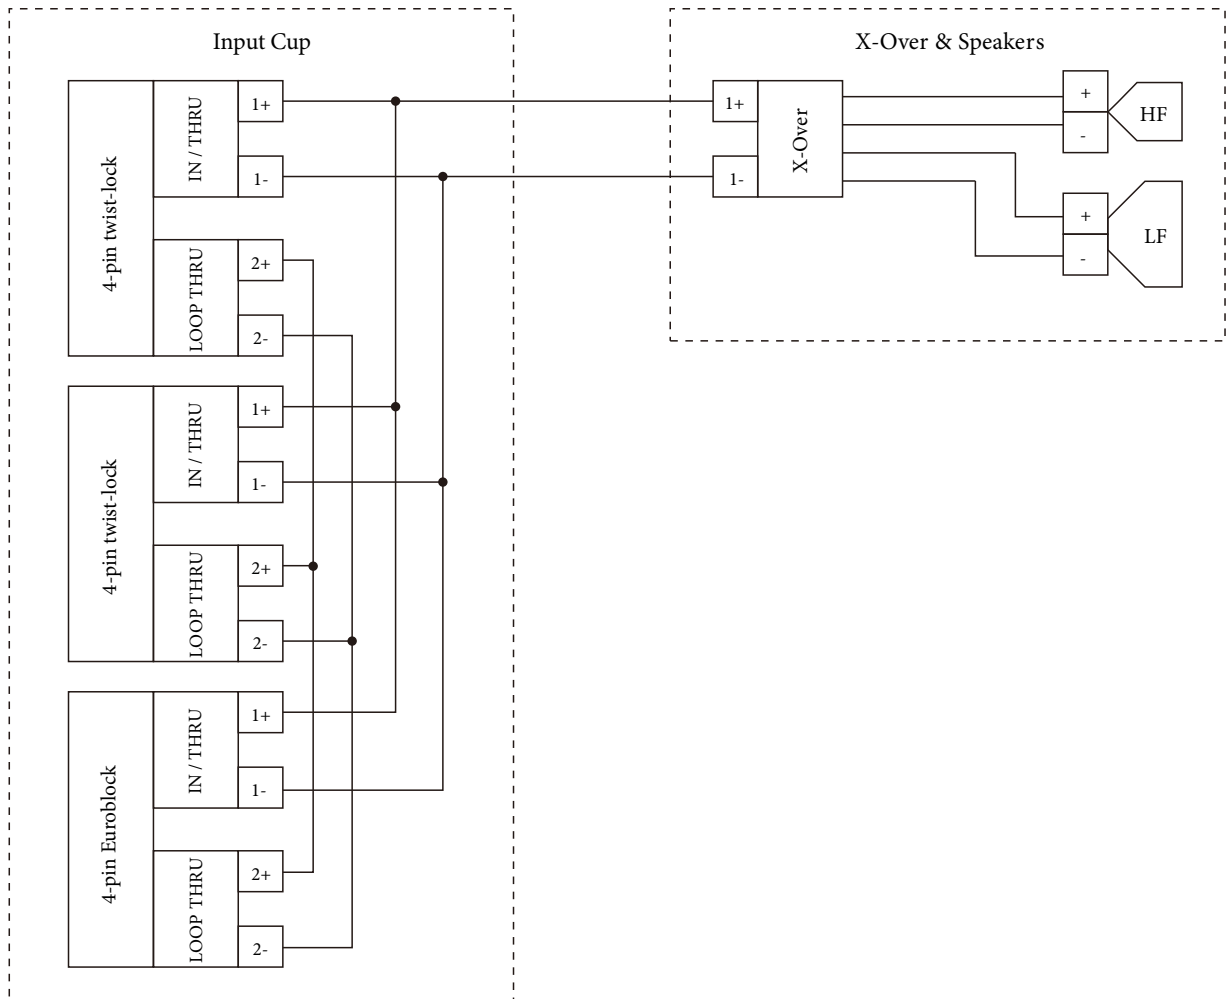 Input Cup
4-pin twist-lock
IN / THRU
1+
1-
LOOP THRU
2+
2-
4-pin twist-lock
IN / THRU
1+
1-
LOOP THRU
2+
2-
4-pin Euroblock
IN / THRU
1+
1-
LOOP THRU
2+
2-
X-Over & Speakers
1+
1-
X-Over
+
-
HF
+
-
LF